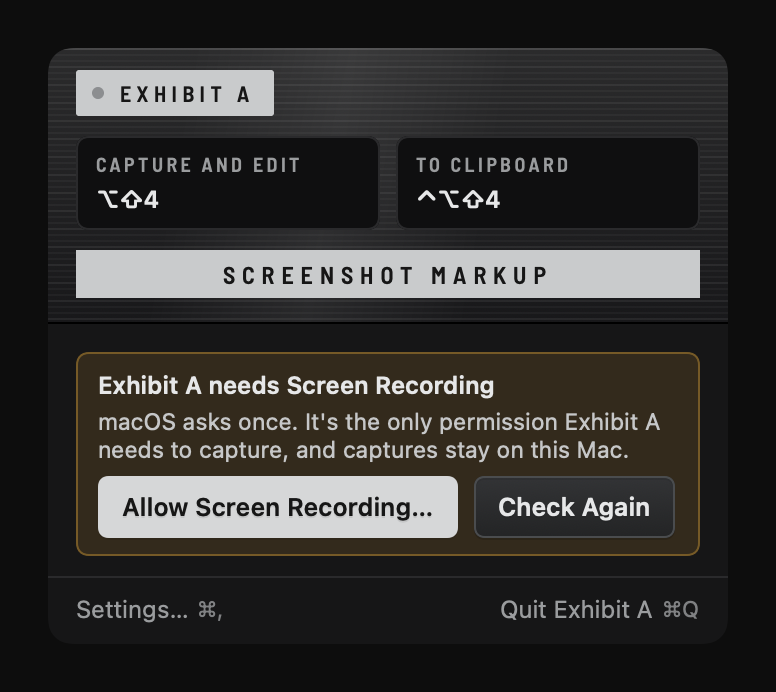 EXHIBIT A
CAPTURE AND EDIT
⌥⇧4
TO CLIPBOARD
^⌥⇧4
SCREENSHOT MARKUP
Exhibit A needs Screen Recording
macOS asks once. It's the only permission Exhibit A
needs to capture, and captures stay on this Mac.
Allow Screen Recording...
Check Again
Settings... ⌘,
Quit Exhibit A ⌘Q